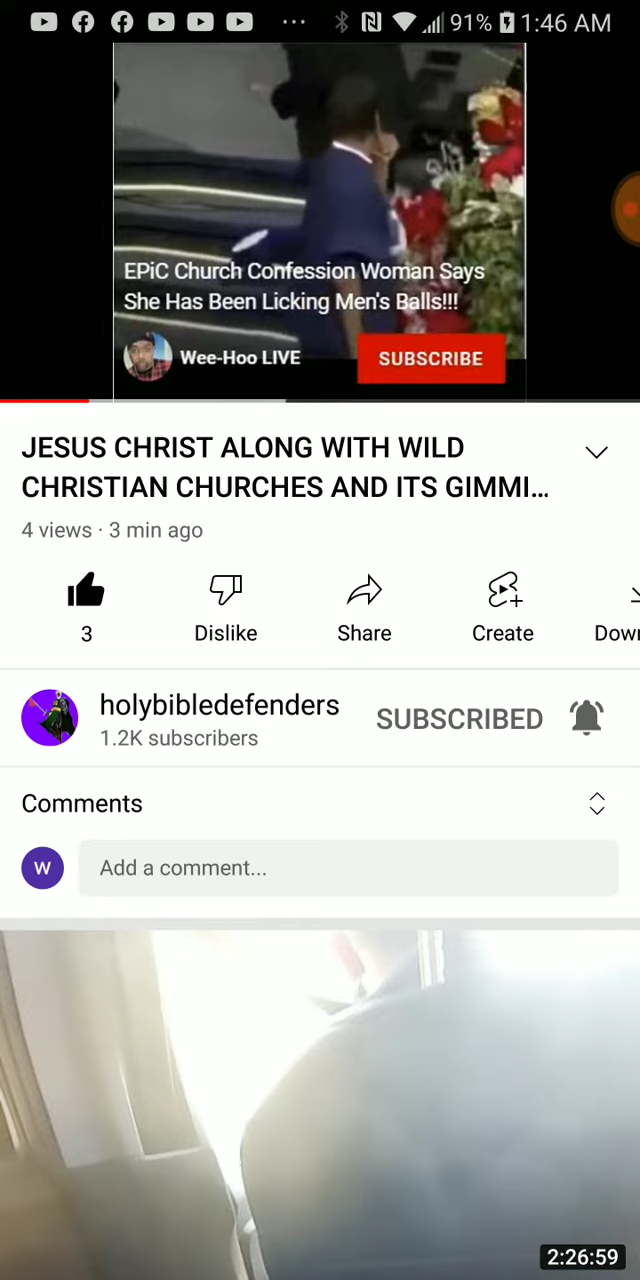 91% 1:46 AM
EPiC Church Confession Woman Says
She Has Been Licking Men's Balls!!!
Wee-Hoo LIVE
SUBSCRIBE
JESUS CHRIST ALONG WITH WILD
CHRISTIAN CHURCHES AND ITS GIMMI...
4 views · 3 min ago
3
Dislike
Share
Create
Down
holybibledefenders
SUBSCRIBED
1.2K subscribers
Comments
W
Add a comment...
2:26:59